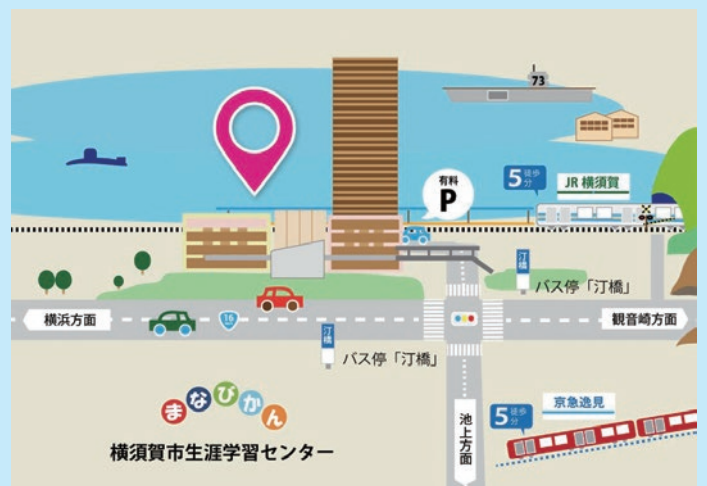 73
有料
P
5 徒歩分
JR 横須賀
汀橋
バス停「汀橋」
横浜方面
16
観音崎方面
汀橋
バス停「汀橋」
まなびかん
横須賀市生涯学習センター
池上方面
5 徒歩分
京急逸見